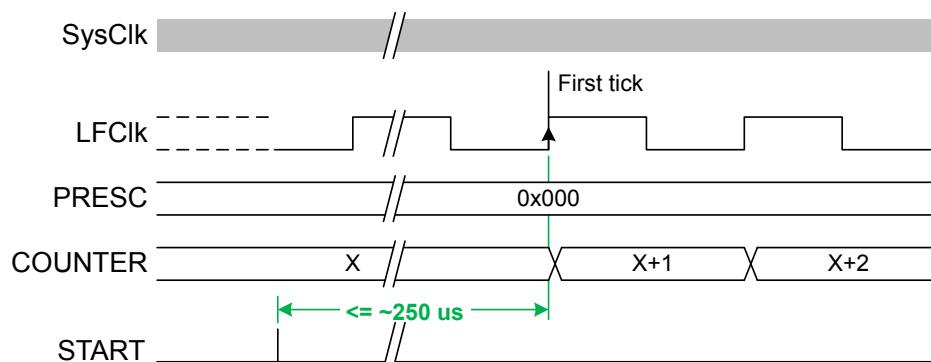 SysClk
First tick
LFClk
PRESC
0x000
COUNTER
X
X+1
X+2
<= ~250 us
START